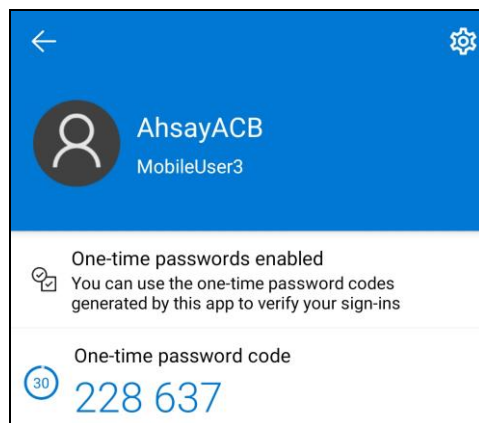 AhsayACB
MobileUser3
One-time passwords enabled
You can use the one-time password codes
generated by this app to verify your sign-ins
One-time password code
30
228 637